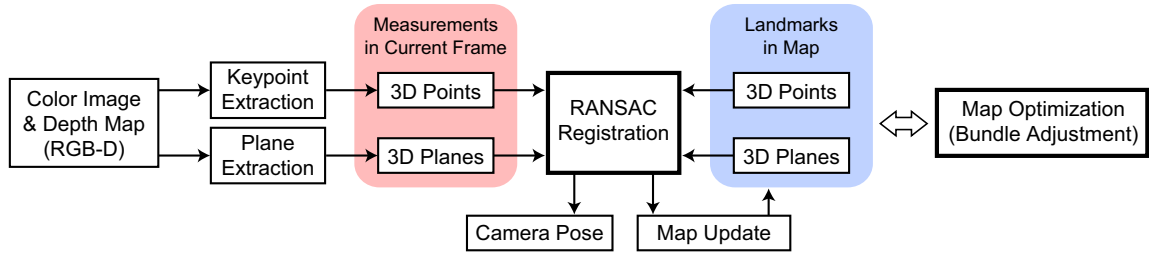 Color Image
& Depth Map
(RGB-D)
Keypoint
Extraction
Plane
Extraction
Measurements
in Current Frame
3D Points
3D Planes
RANSAC
Registration
Landmarks
in Map
3D Points
3D Planes
Map Optimization
(Bundle Adjustment)
Camera Pose
Map Update